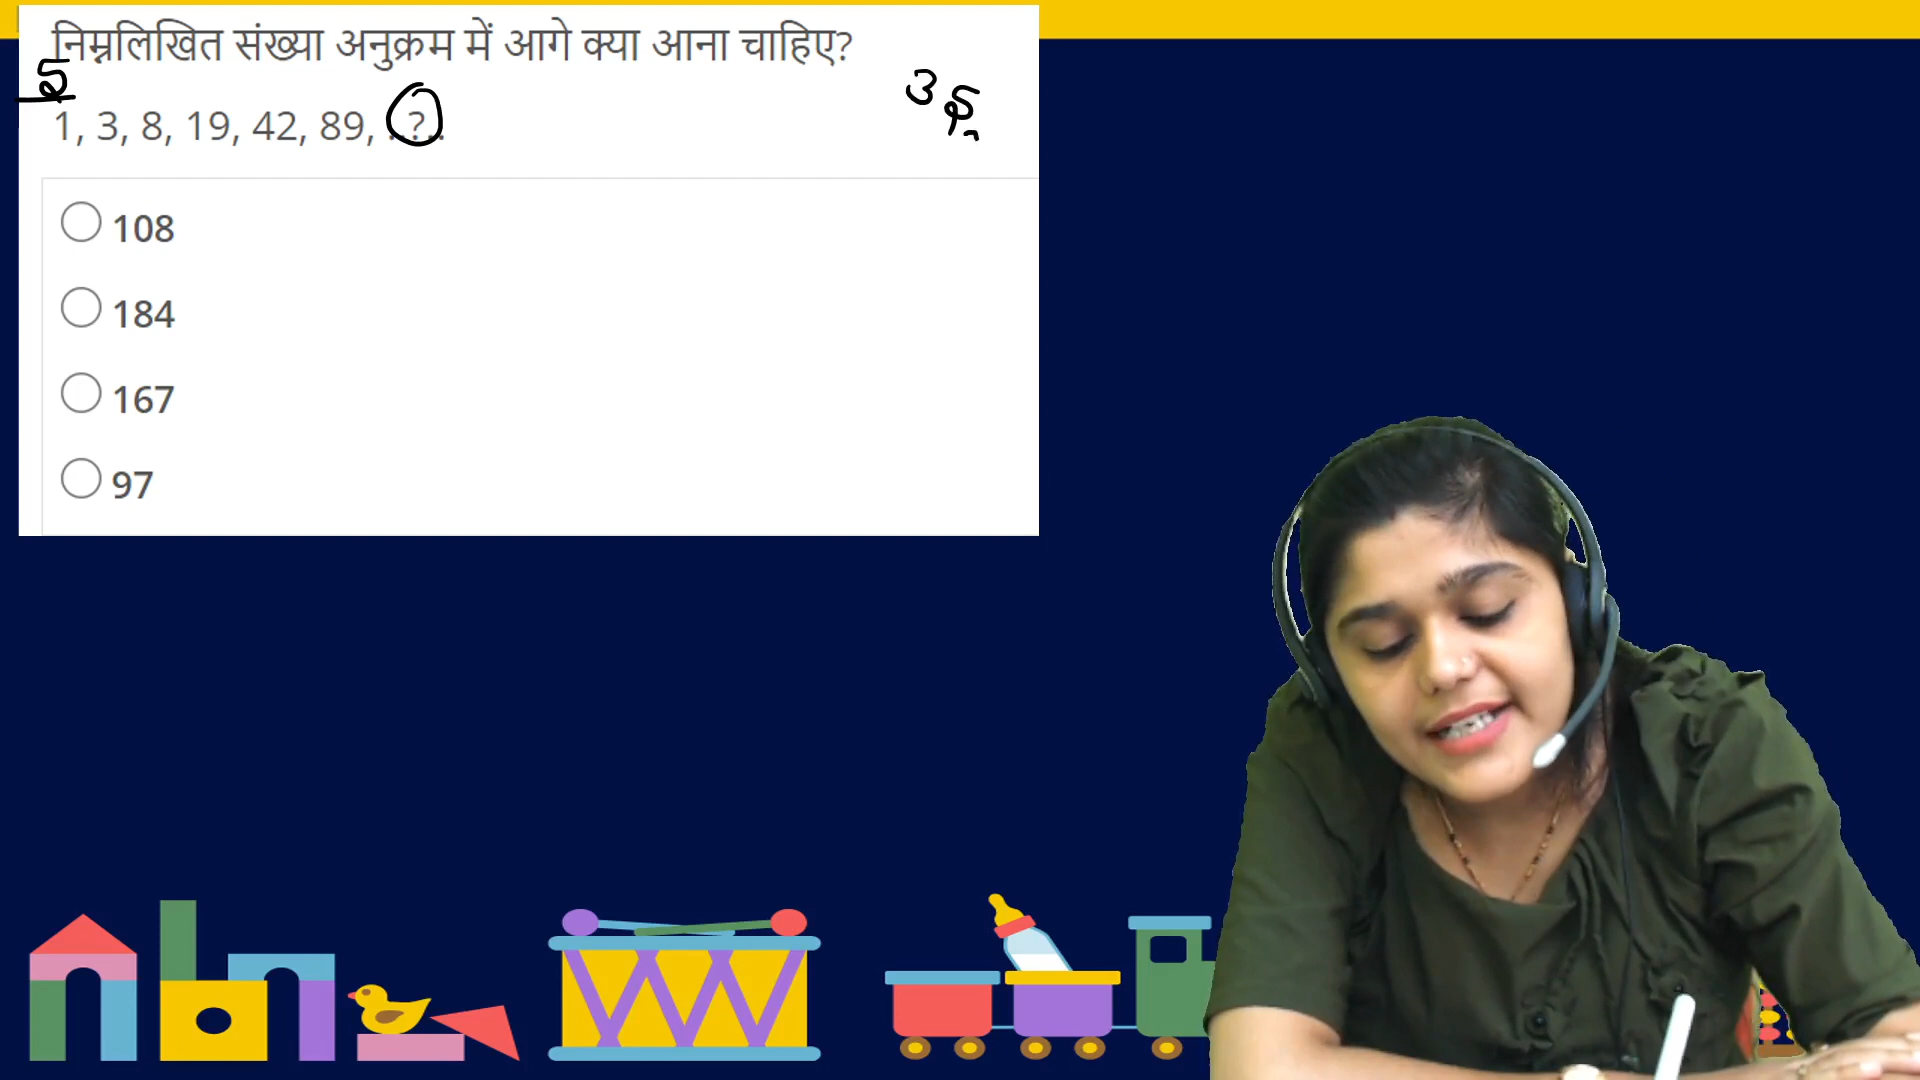 निम्नलिखित संख्या अनुक्रम में आगे क्या आना चाहिए?
1, 3, 8, 19, 42, 89, ..?..
108
184
167
97